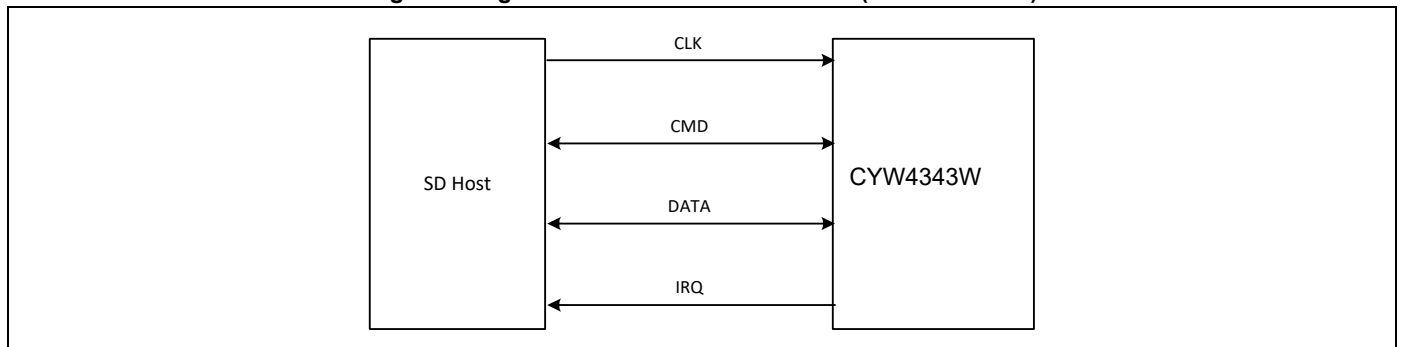 CLK
CMD
SD Host
CYW4343W
DATA
IRQ